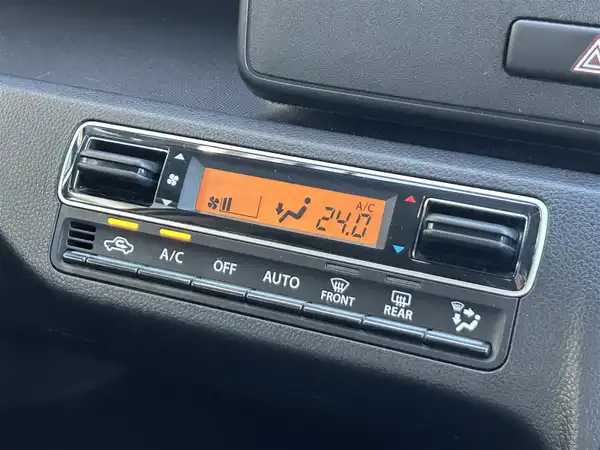 A/C
24.0
A/C
OFF
AUTO
FRONT
REAR